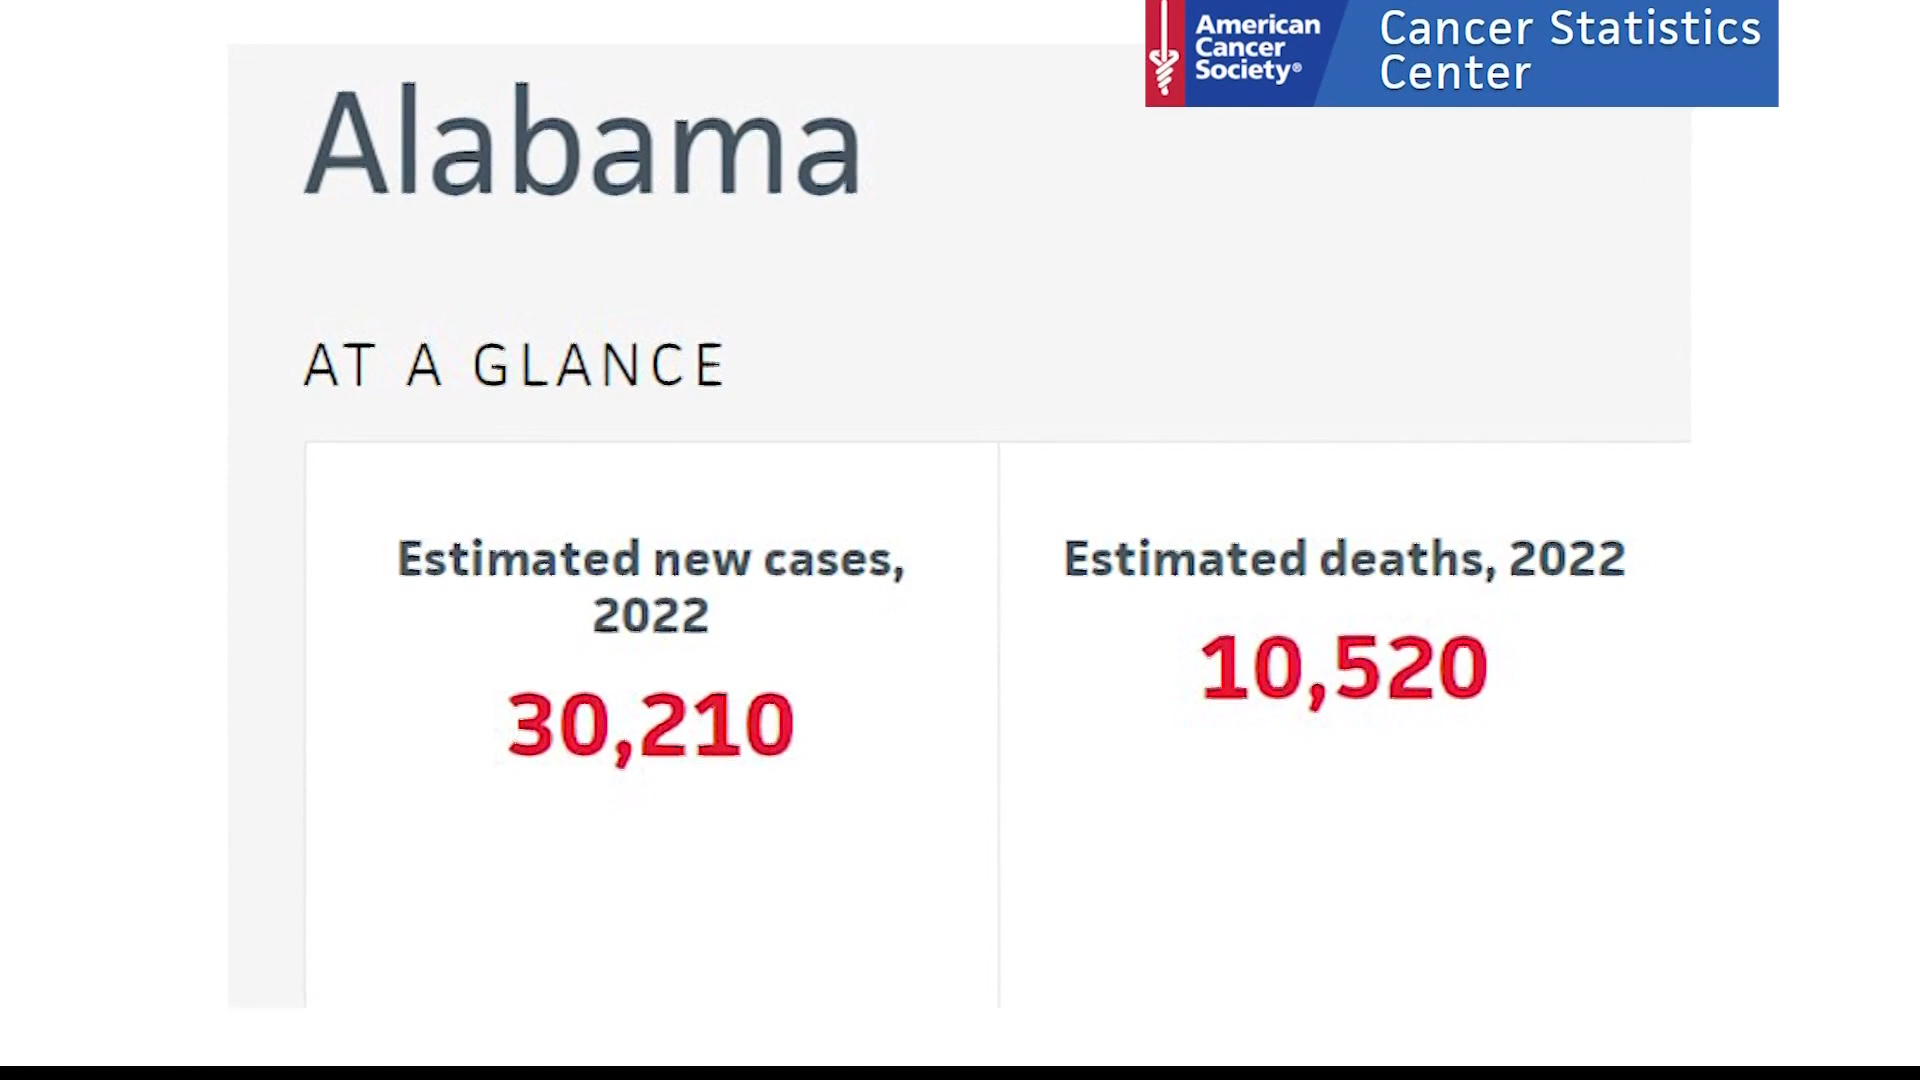 American
Cancer
Society®
Cancer Statistics
Center
Alabama
AT A GLANCE
Estimated new cases,
2022
30,210
Estimated deaths, 2022
10,520